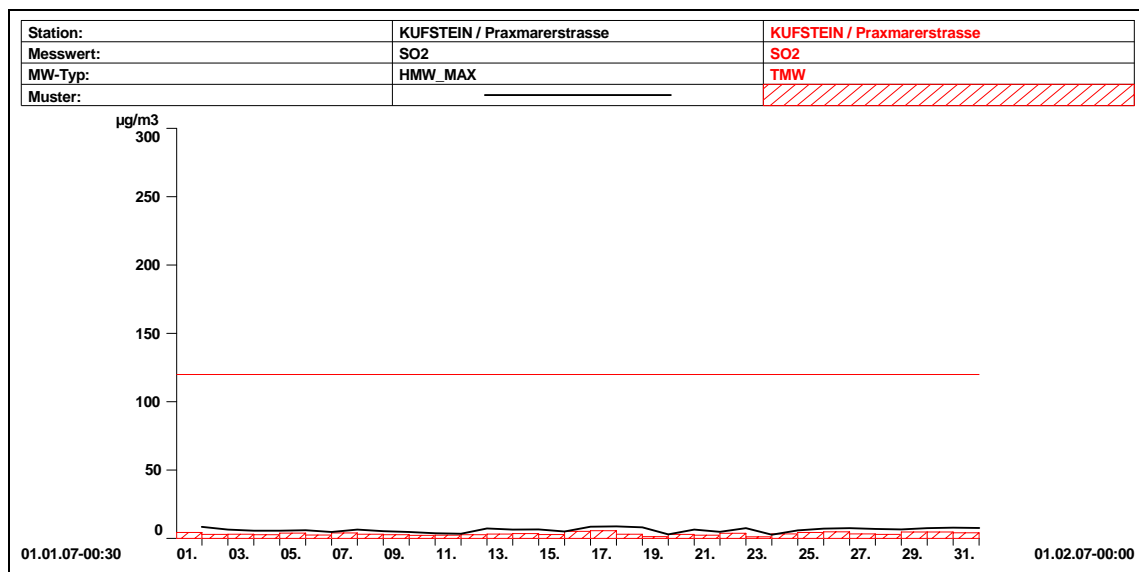 Station: KUFSTEIN / Praxmarerstrasse KUFSTEIN / Praxmarerstrasse
Messwert: SO2 SO2
MW-Typ: HMW_MAX TMW
Muster:
µg/m3
300
250
200
150
100
50
0
01.01.07-00:30 01. 03. 05. 07. 09. 11. 13. 15. 17. 19. 21. 23. 25. 27. 29. 31. 01.02.07-00:00